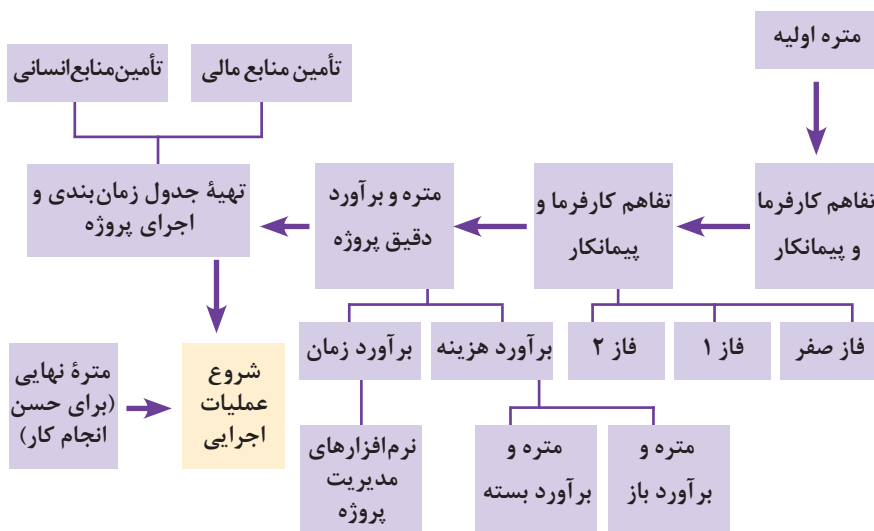 متره اولیه
تأمین منابع مالی
تأمین‌منابع‌انسانی
تفاهم کارفرما
و پیمانکار
تفاهم کارفرما و
پیمانکار
متره و برآورد
دقیق پروژه
تهیهٔ جدول زمان‌بندی و
اجرای پروژه
فاز صفر
فاز ۱
فاز ۲
برآورد هزینه
برآورد زمان
شروع
عملیات
اجرایی
مترهٔ نهایی
(برای حسن
انجام کار)
متره و
برآورد باز
متره و
برآورد بسته
نرم‌افزارهای
مدیریت
پروژه